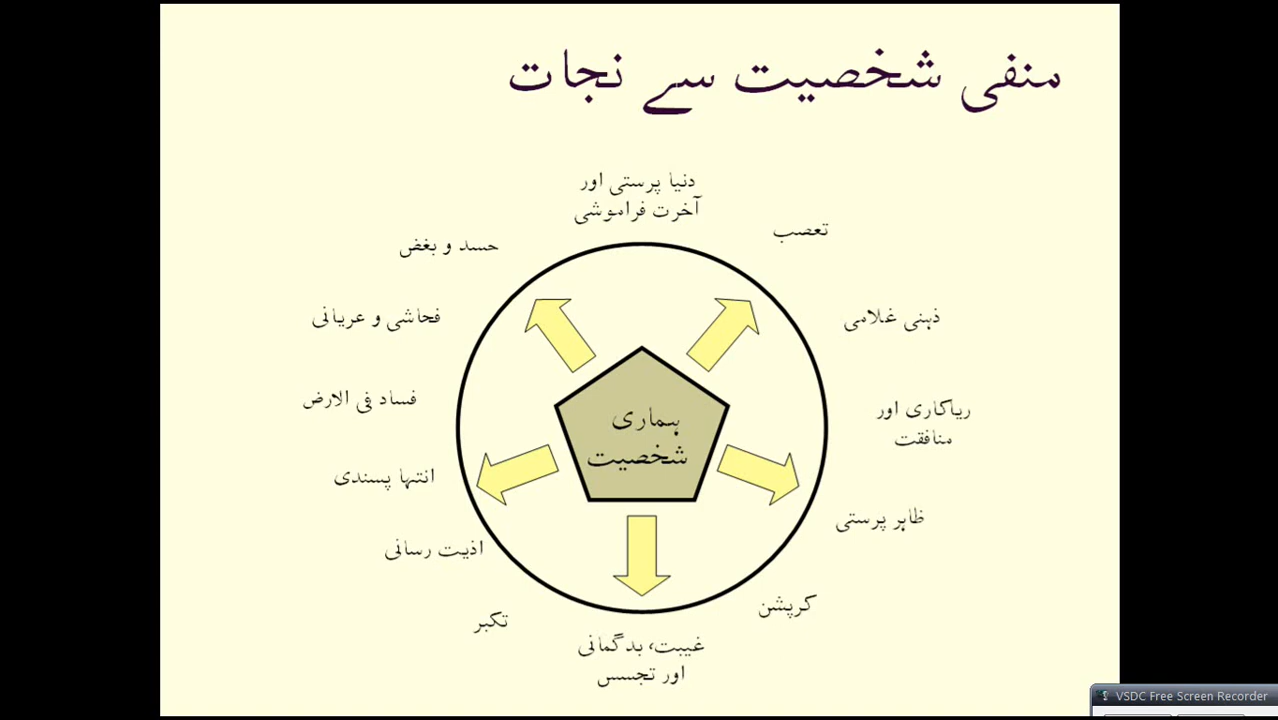 منفی شخصیت سے نجات
دنیا پرستی اور
آخرت فراموشی
تعصب
ذہنی غلامی
ریاکاری اور
منافقت
ظاہر پرستی
کرپشن
غیبت، بدگمانی
اور تجسس
تکبر
اذیت رسانی
انتہا پسندی
فساد فی الارض
فحاشی و عریانی
حسد و بغض
ہماری
شخصیت
VSDC Free Screen Recorder